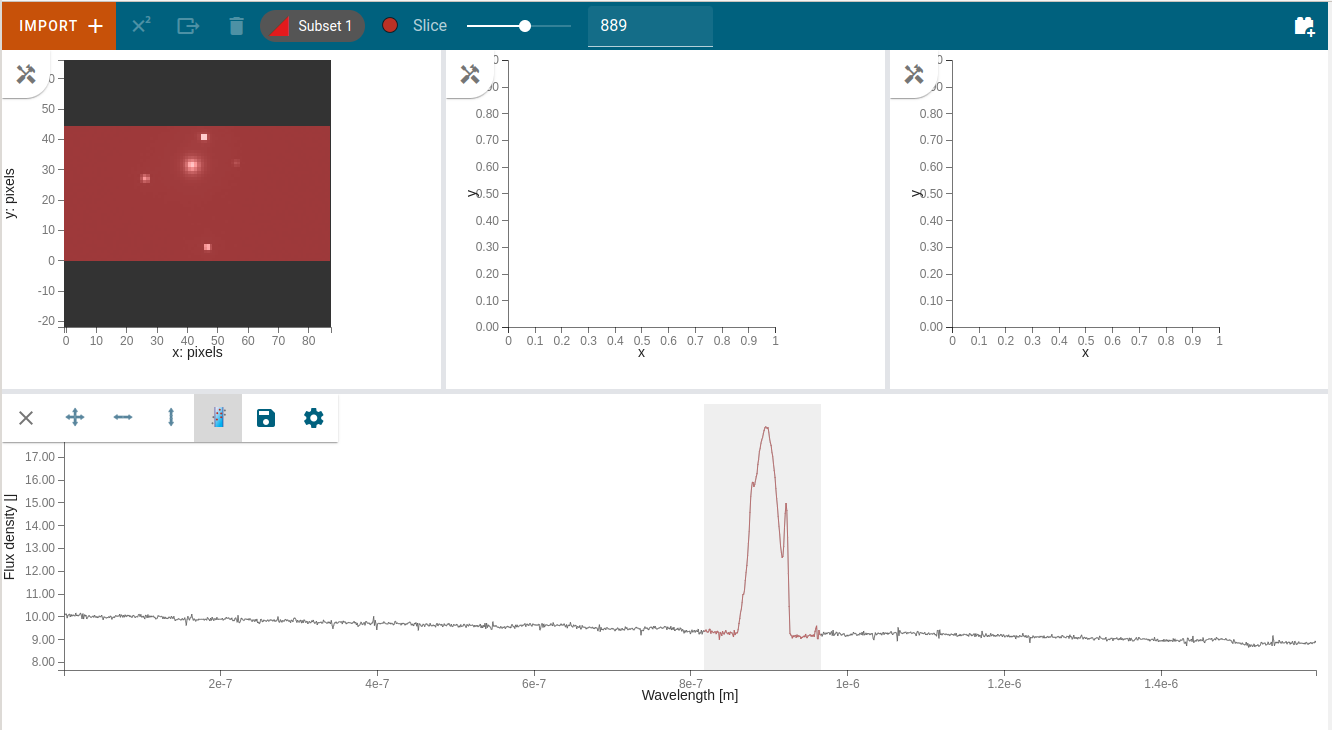 IMPORT +
X²
Subset 1
Slice
889
50
40
30
20
10
0
-10
-20
y: pixels
0 10 20 30 40 50 60 70 80
x: pixels
0.80
0.70
0.60
0.50
0.40
0.30
0.20
0.10
0.00
y
0 0.1 0.2 0.3 0.4 0.5 0.6 0.7 0.8 0.9 1
x
0.80
0.70
0.60
0.50
0.40
0.30
0.20
0.10
0.00
y
0 0.1 0.2 0.3 0.4 0.5 0.6 0.7 0.8 0.9 1
x
17.00
16.00
15.00
14.00
13.00
12.00
11.00
10.00
9.00
8.00
Flux density []
2e-7 4e-7 6e-7 8e-7 1e-6 1.2e-6 1.4e-6
Wavelength [m]